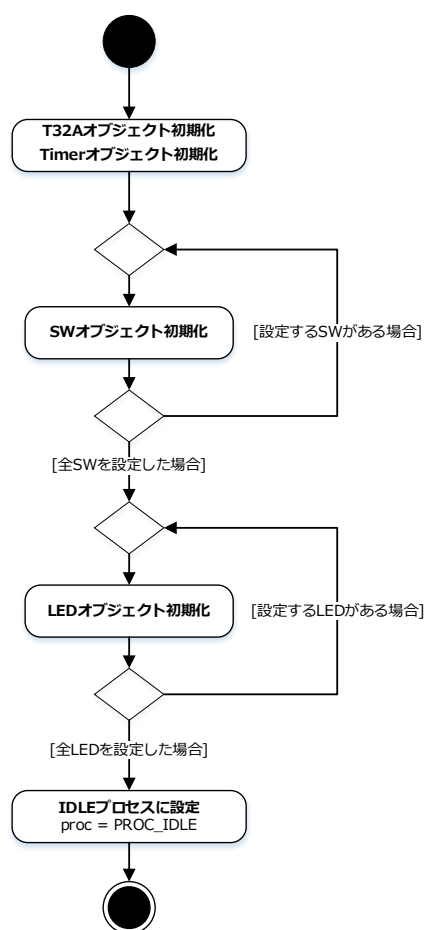 T32Aオブジェクト初期化
Timerオブジェクト初期化
SWオブジェクト初期化
[設定するSWがある場合]
[全SWを設定した場合]
LEDオブジェクト初期化
[設定するLEDがある場合]
[全LEDを設定した場合]
IDLEプロセスに設定
proc = PROC_IDLE